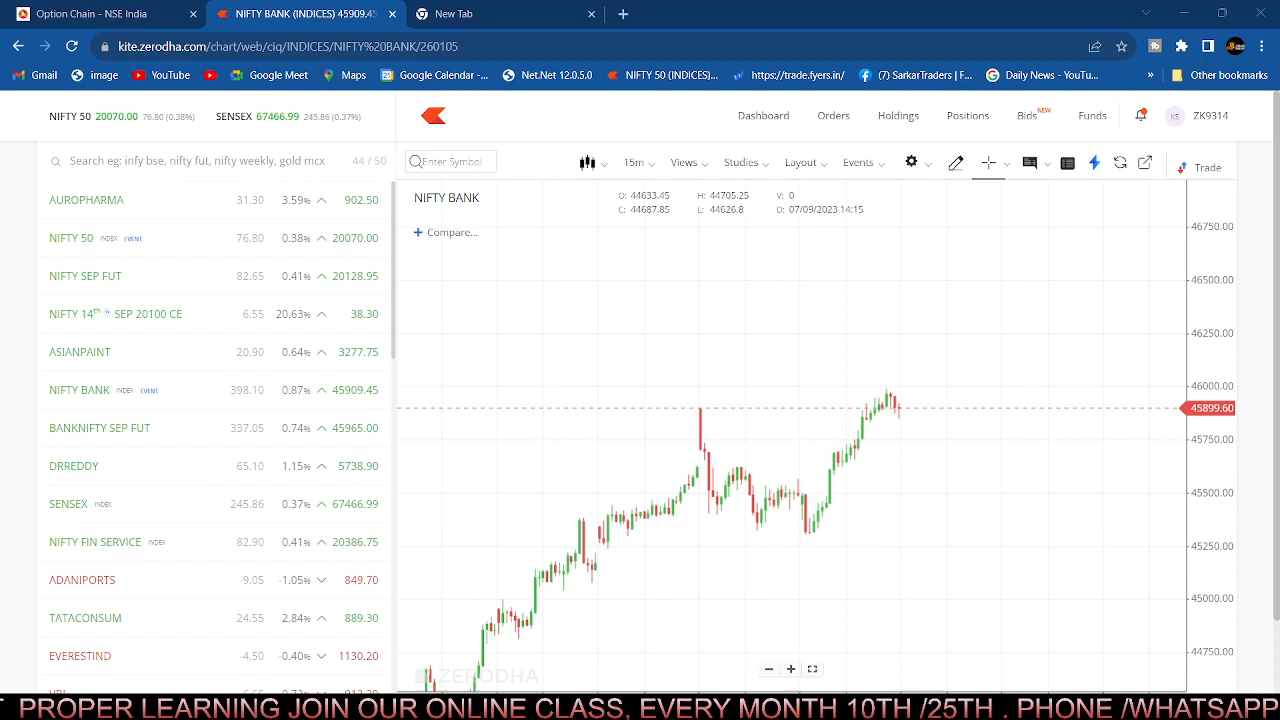 Option Chain - NSE India
NIFTY BANK (INDICES) 45909.45
New Tab
kite.zerodha.com/chart/web/ciq/INDICES/NIFTY%20BANK/260105
Gmail image YouTube Google Meet Maps Google Calendar -... Net.Net 12.0.5.0 NIFTY 50 (INDICES)... https://trade.fyers.in/ (7) SarkarTraders | F... Daily News - YouTu... » Other bookmarks
NIFTY 50 20070.00 76.80 (0.38%) SENSEX 67466.99 245.86 (0.37%)
Dashboard Orders Holdings Positions Bids NEW Funds KS ZK9314
Search eg: infy bse, nifty fut, nifty weekly, gold mcx 44 / 50
Enter Symbol 15m Views Studies Layout Events Trade
AUROPHARMA 31.30 3.59% 902.50
NIFTY 50 INDEX EVENT 76.80 0.38% 20070.00
NIFTY SEP FUT 82.65 0.41% 20128.95
NIFTY 14th w SEP 20100 CE 6.55 20.63% 38.30
ASIANPAINT 20.90 0.64% 3277.75
NIFTY BANK INDEX EVENT 398.10 0.87% 45909.45
BANKNIFTY SEP FUT 337.05 0.74% 45965.00
DRREDDY 65.10 1.15% 5738.90
SENSEX INDEX 245.86 0.37% 67466.99
NIFTY FIN SERVICE INDEX 82.90 0.41% 20386.75
ADANIPORTS -9.05 -1.05% 849.70
TATACONSUM 24.55 2.84% 889.30
EVERESTIND -4.50 -0.40% 1130.20
NIFTY BANK
O: 44633.45 H: 44705.25 V: 0
C: 44687.85 L: 44626.8 D: 07/09/2023 14:15
+ Compare...
46750.00
46500.00
46250.00
46000.00
45899.60
45750.00
45500.00
45250.00
45000.00
44750.00
ZERODHA
T PROPER LEARNING JOIN OUR ONLINE CLASS, EVERY MONTH 10TH /25TH . PHONE /WHATSAPP